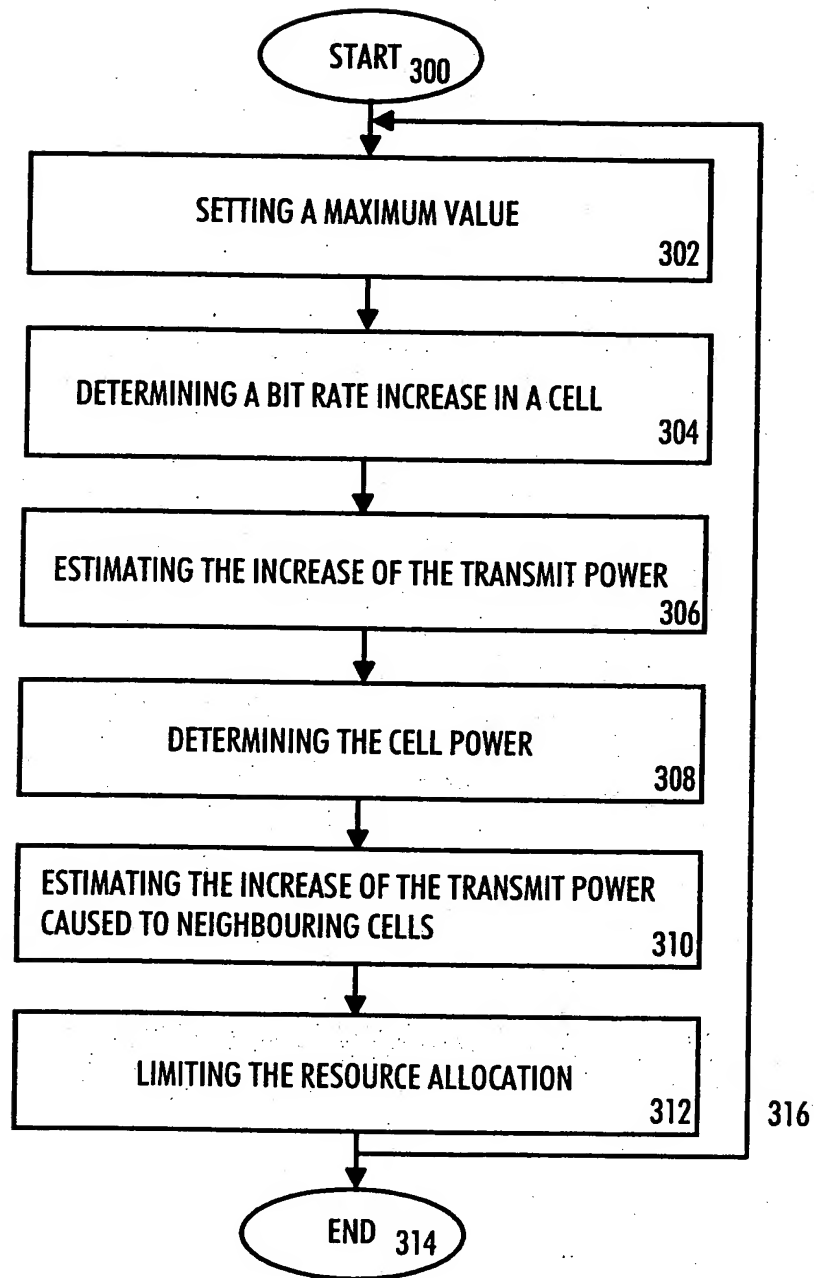 START 300
SETTING A MAXIMUM VALUE
302
DETERMINING A BIT RATE INCREASE IN A CELL
304
ESTIMATING THE INCREASE OF THE TRANSMIT POWER
306
DETERMINING THE CELL POWER
308
ESTIMATING THE INCREASE OF THE TRANSMIT POWER
CAUSED TO NEIGHBOURING CELLS
310
LIMITING THE RESOURCE ALLOCATION
312
316
END 314